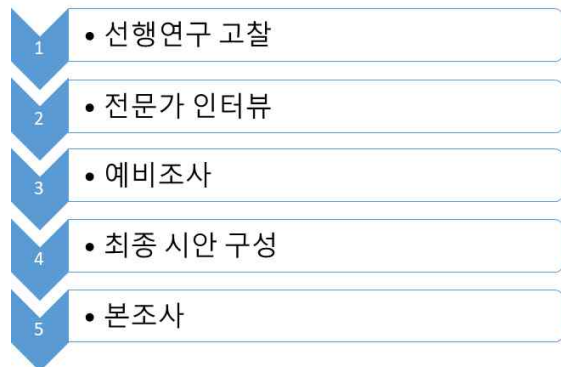 1 • 선행연구 고찰
2 • 전문가 인터뷰
3 • 예비조사
4 • 최종 시안 구성
5 • 본조사